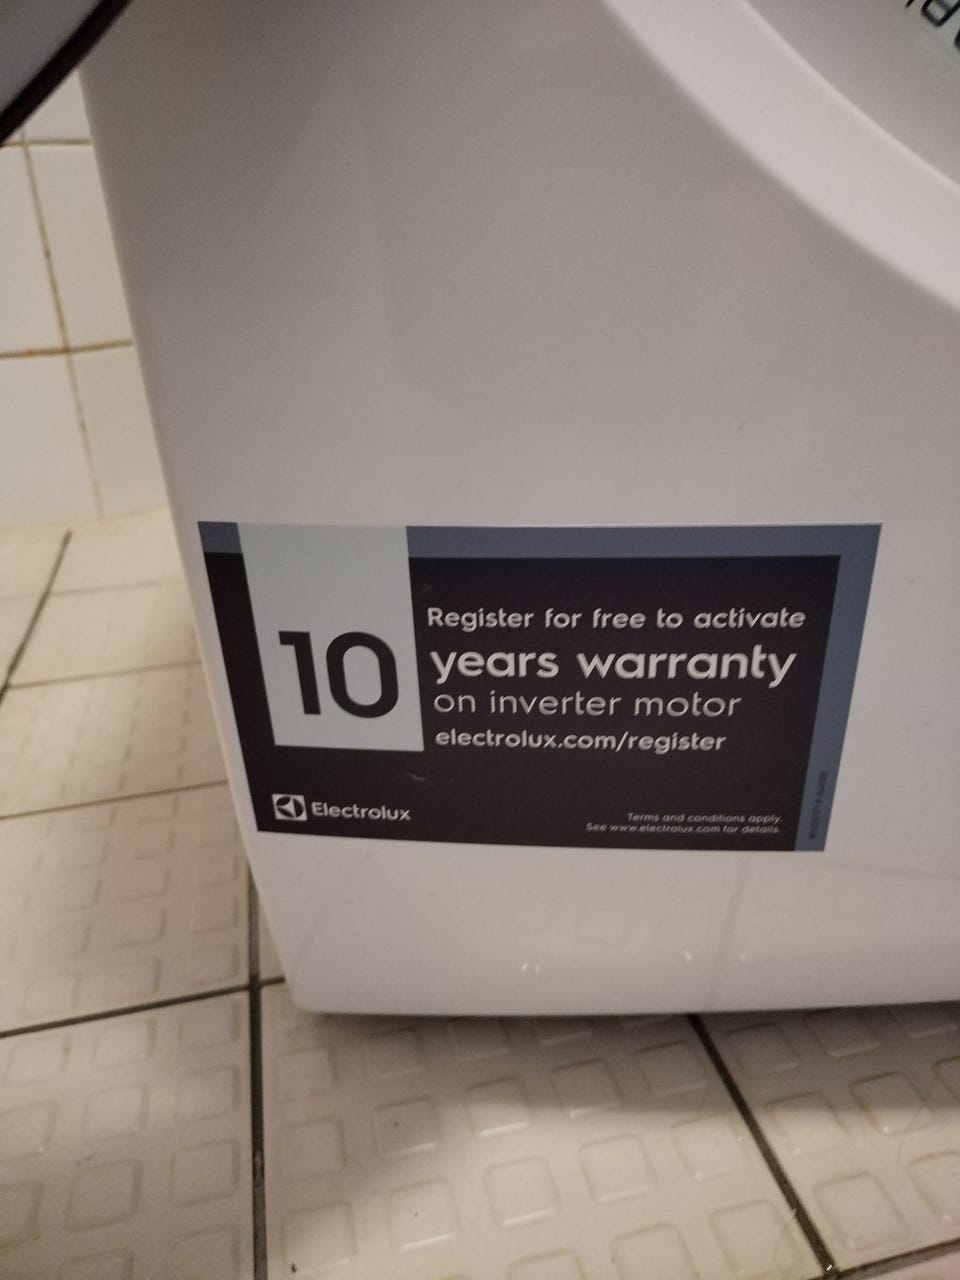 10
Register for free to activate
years warranty
on inverter motor
electrolux.com/register
Electrolux
Terms and conditions apply.
See www.electrolux.com for details.